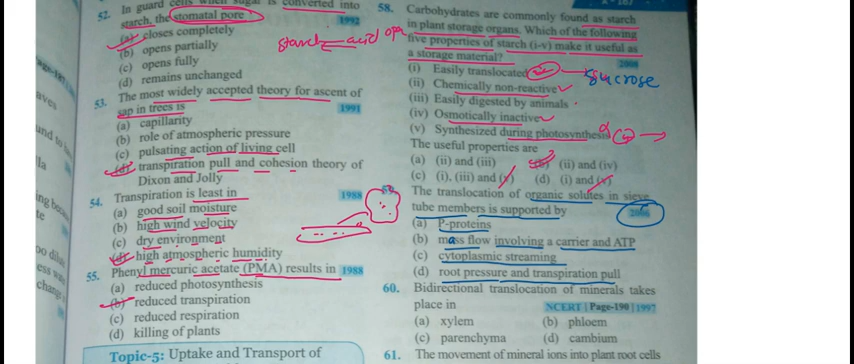 52. In guard cells when sugar is converted into
starch, the stomatal pore 1992
(a) closes completely
(b) opens partially
(c) opens fully
(d) remains unchanged
53. The most widely accepted theory for ascent of
sap in trees is 1991
(a) capillarity
(b) role of atmospheric pressure
(c) pulsating action of living cell
(d) transpiration pull and cohesion theory of
Dixon and Jolly
54. Transpiration is least in 1988
(a) good soil moisture
(b) high wind velocity
(c) dry environment
(d) high atmospheric humidity
55. Phenyl mercuric acetate (PMA) results in 1988
(a) reduced photosynthesis
(b) reduced transpiration
(c) reduced respiration
(d) killing of plants
Topic-5: Uptake and Transport of
starch acid
58. Carbohydrates are commonly found as starch
in plant storage organs. Which of the following
five properties of starch (i-v) make it useful as
a storage material? 2008
(i) Easily translocated
sucrose
(ii) Chemically non-reactive
(iii) Easily digested by animals
(iv) Osmotically inactive
(v) Synthesized during photosynthesis
The useful properties are
(a) (ii) and (iii) (b) (ii) and (iv)
(c) (i), (iii) and (v) (d) (i) and (v)
59. The translocation of organic solutes in sieve
tube members is supported by 2006
(a) P-proteins
(b) mass flow involving a carrier and ATP
(c) cytoplasmic streaming
(d) root pressure and transpiration pull
60. Bidirectional translocation of minerals takes
place in NCERT | Page-190 | 1997
(a) xylem (b) phloem
(c) parenchyma (d) cambium
61. The movement of mineral ions into plant root cells